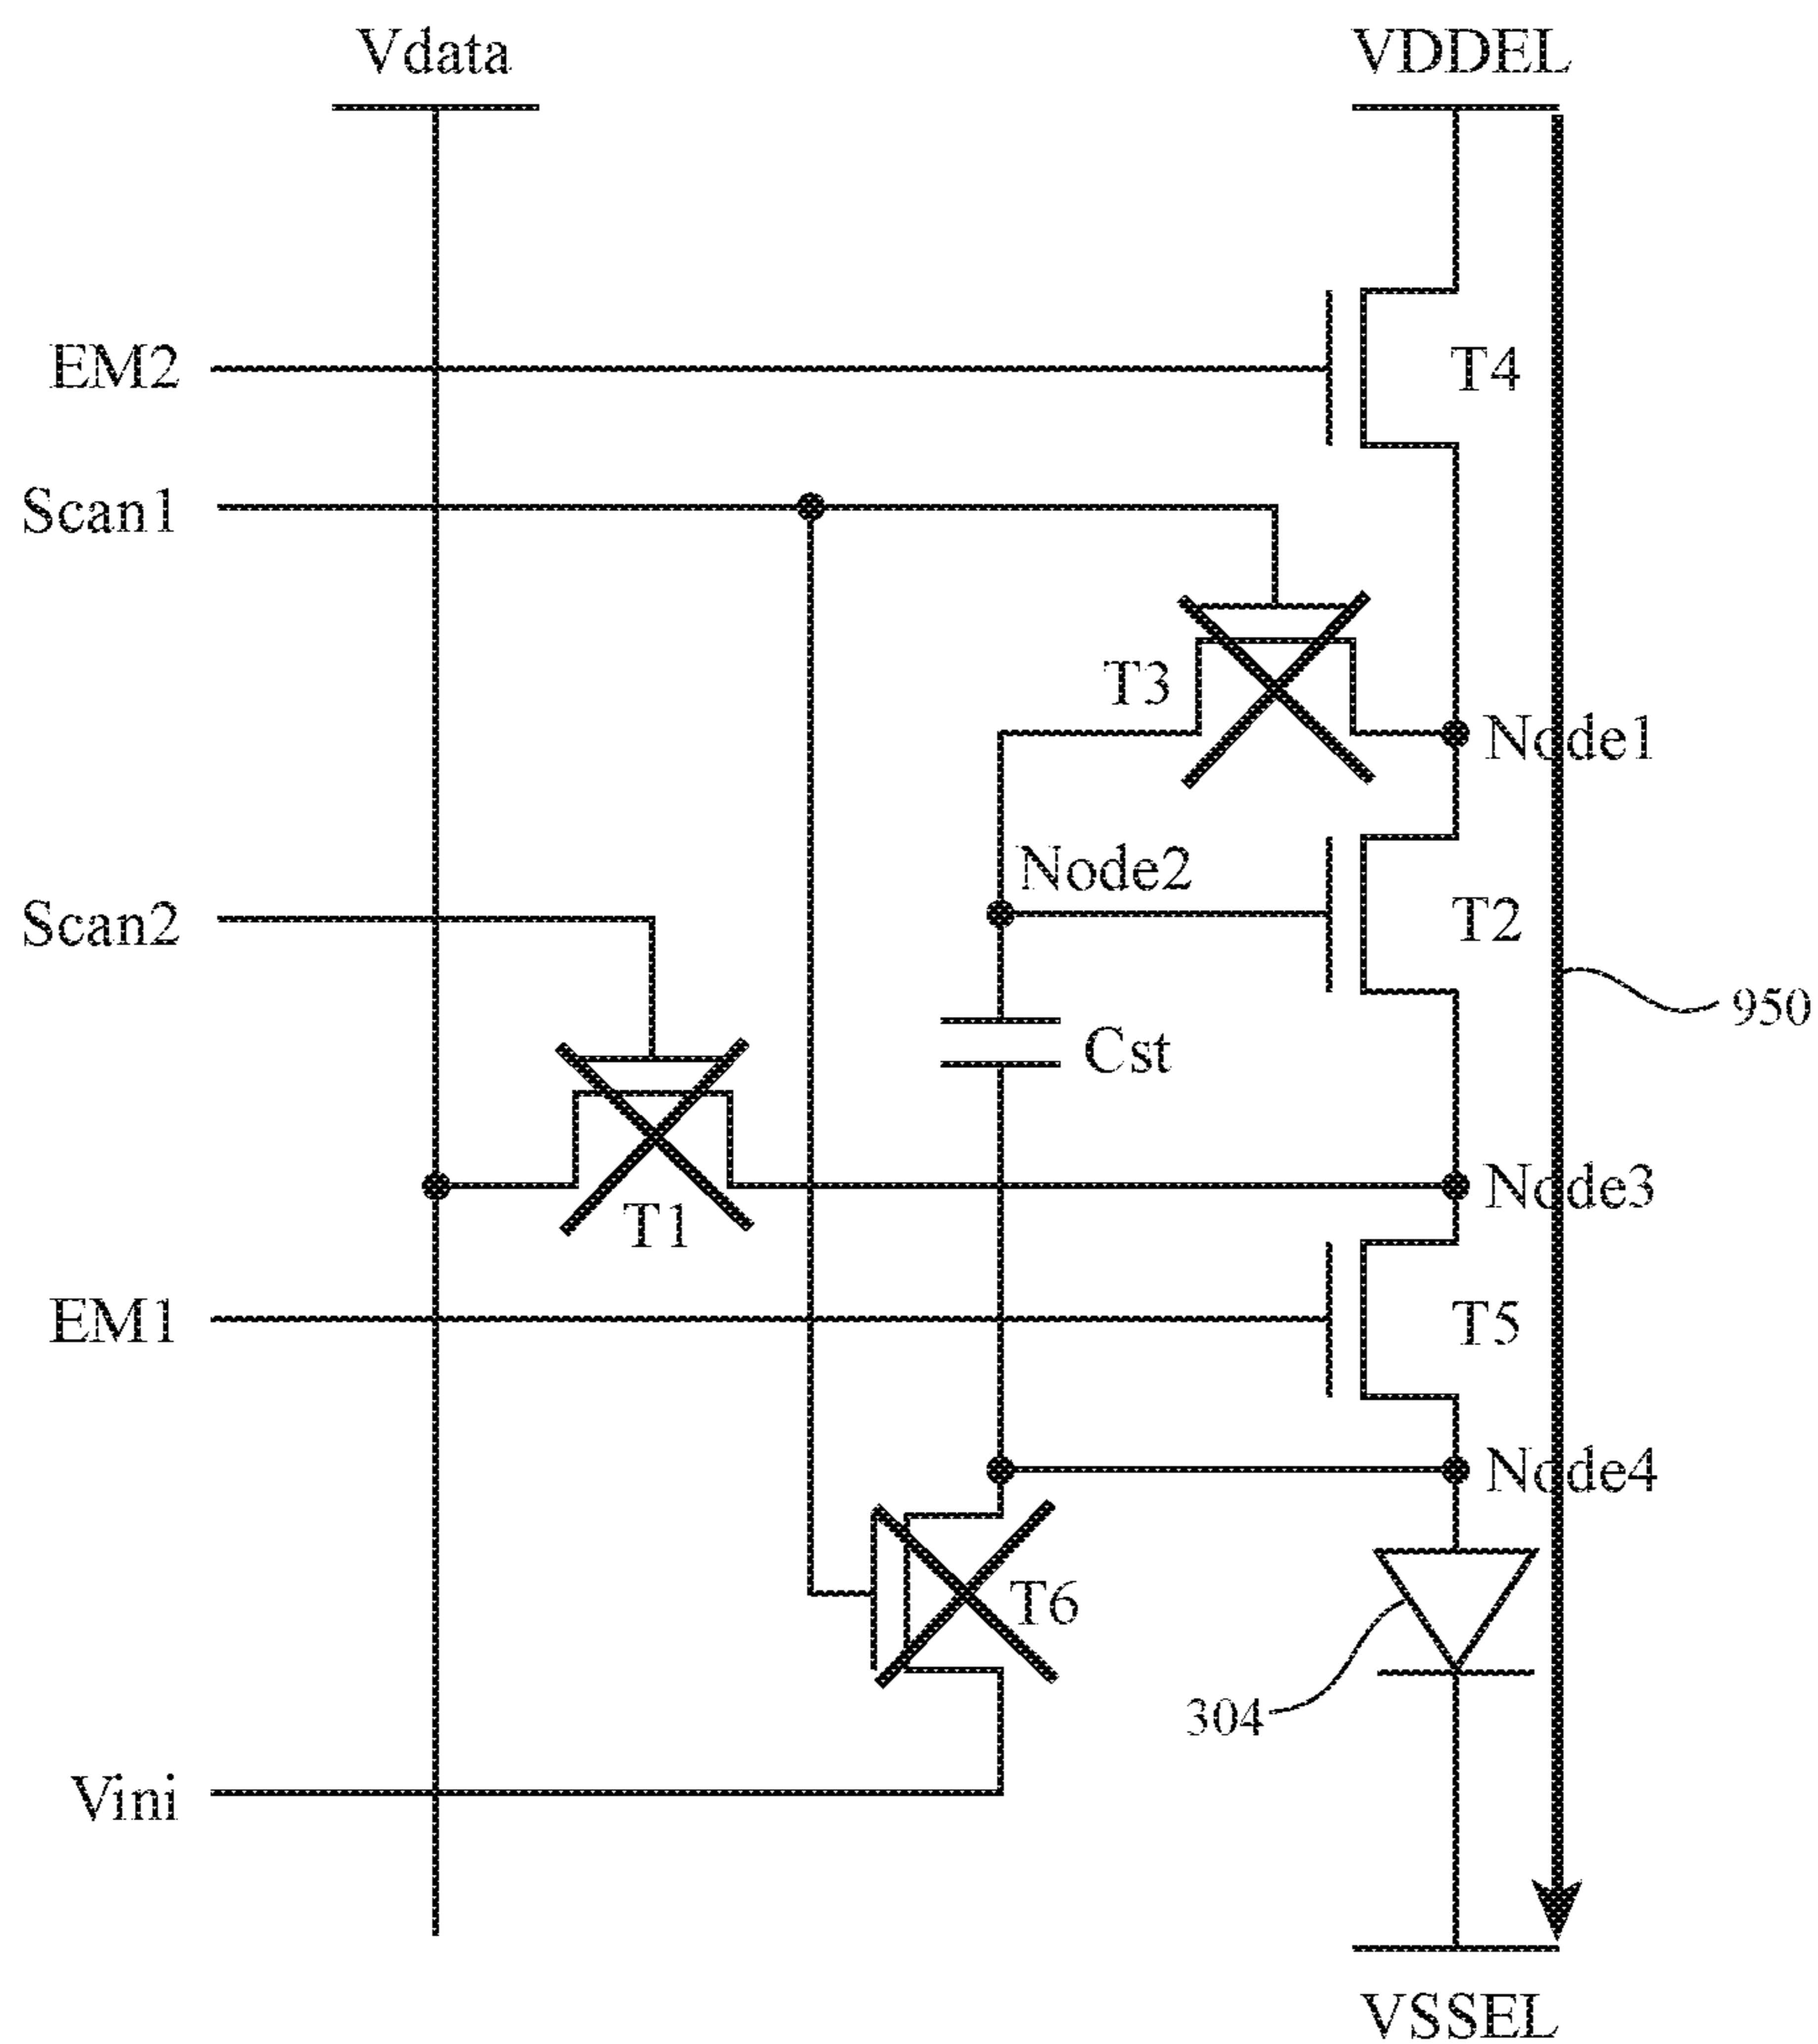 Vdata
VDDEL
EM2
T4
Scan1
T3
Node1
Node2
Scan2
T2
950
Cst
Node3
T1
EM1
T5
Node4
T6
304
Vini
VSSEL